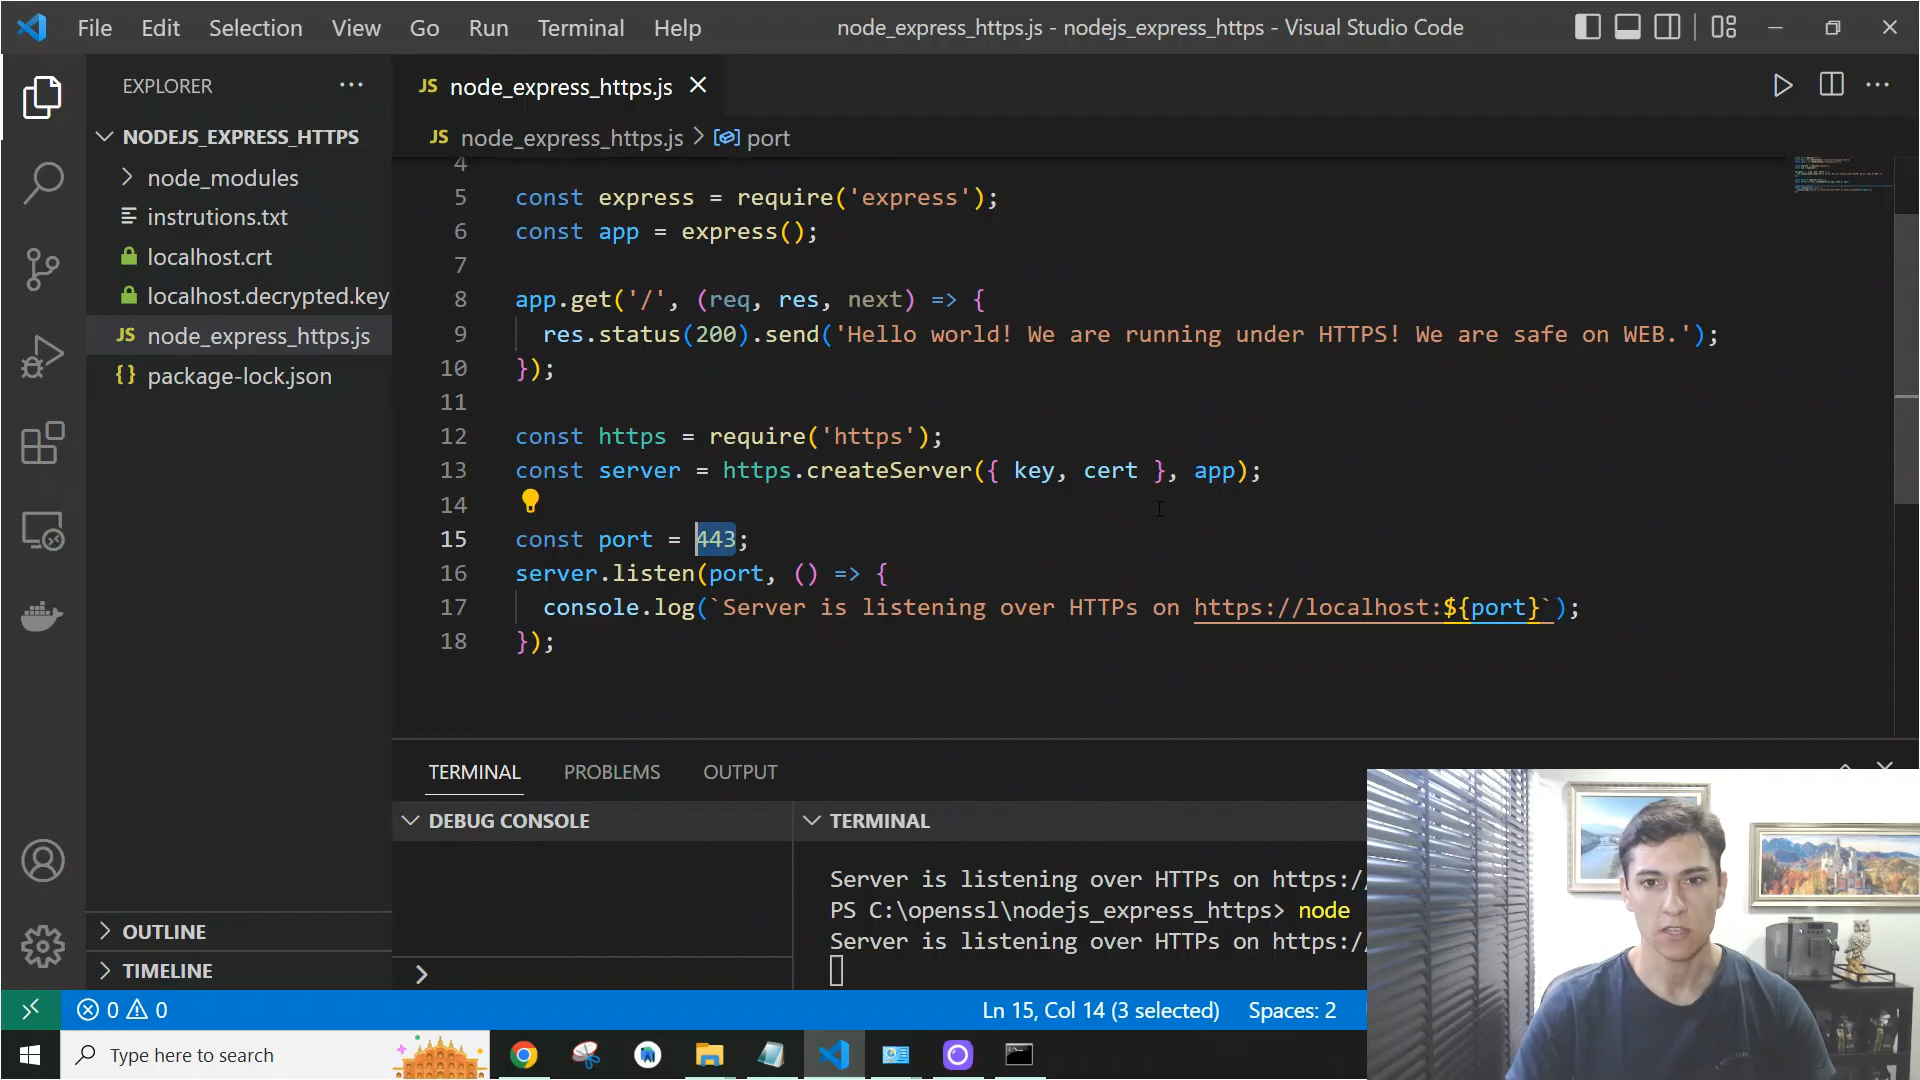 File Edit Selection View Go Run Terminal Help
node_express_https.js - nodejs_express_https - Visual Studio Code
EXPLORER
NODEJS_EXPRESS_HTTPS
node_modules
instrutions.txt
localhost.crt
localhost.decrypted.key
JS node_express_https.js
{} package-lock.json
OUTLINE
TIMELINE
JS node_express_https.js
JS node_express_https.js > port
4
5 const express = require('express');
6 const app = express();
7
8 app.get('/', (req, res, next) => {
9 res.status(200).send('Hello world! We are running under HTTPS! We are safe on WEB.');
10 });
11
12 const https = require('https');
13 const server = https.createServer({ key, cert }, app);
14
15 const port = 443;
16 server.listen(port, () => {
17 console.log(`Server is listening over HTTPs on https://localhost:${port}`);
18 });
TERMINAL PROBLEMS OUTPUT
DEBUG CONSOLE
TERMINAL
Server is listening over HTTPs on https:/
PS C:\openssl\nodejs_express_https> node
Server is listening over HTTPs on https:/
0 0
Ln 15, Col 14 (3 selected) Spaces: 2
Type here to search